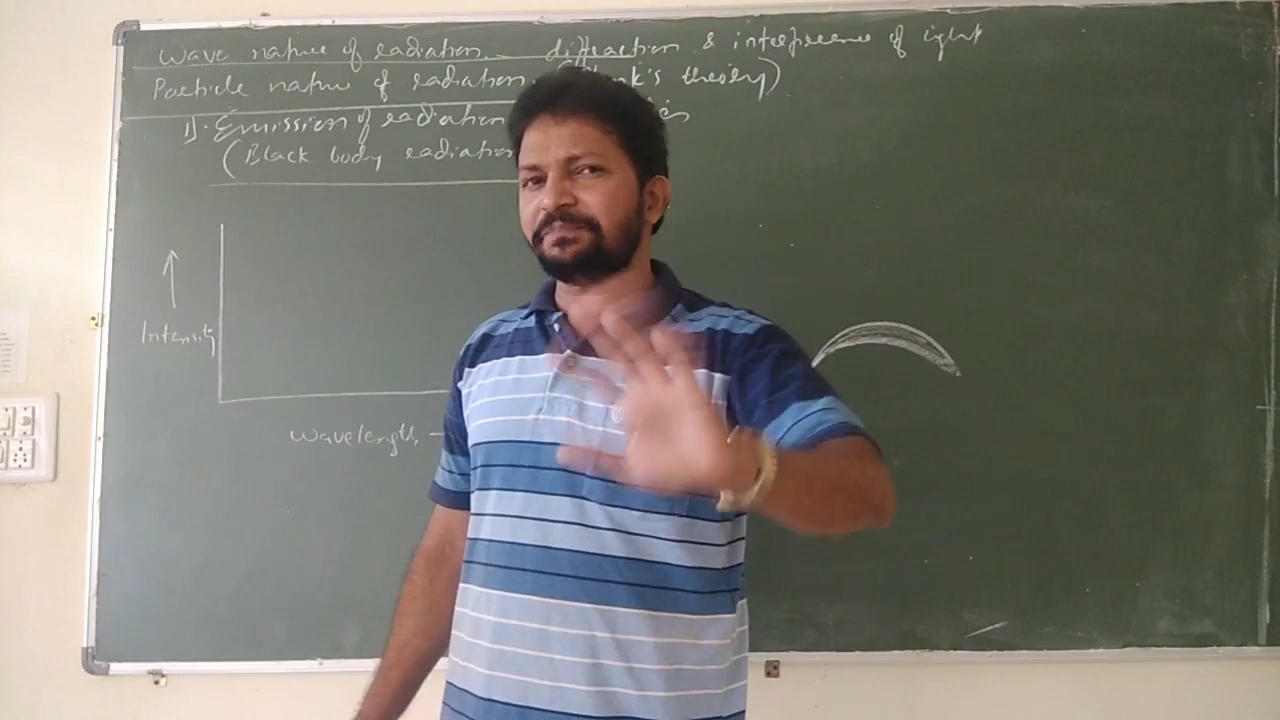 Wave nature of radiation — diffraction & interference of light
Particle nature of radiation (Planck's theory)
1). Emission of radiation
(Black body radiation
Intensity
wavelength